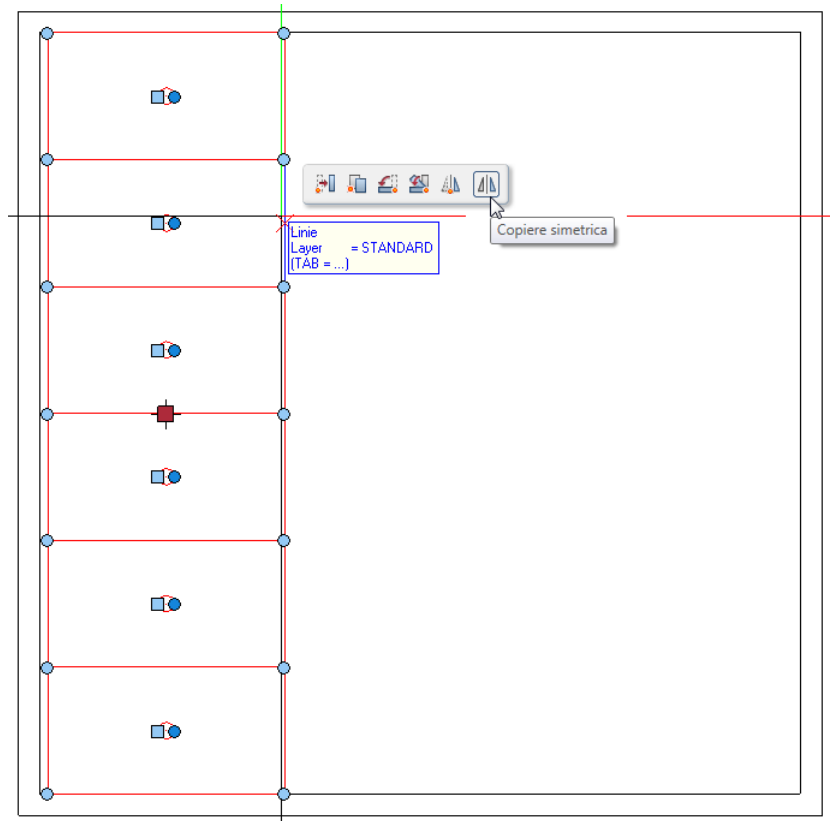 Copiere simetrica
Linie
Layer = STANDARD
(TAB = ...)